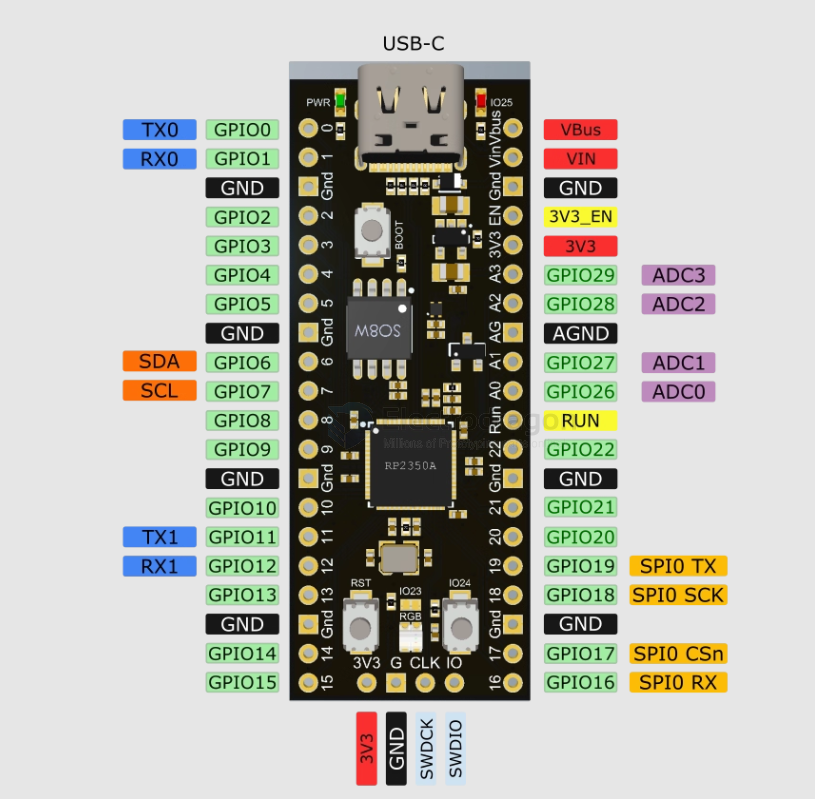 USB-C
PWR
IO25
TX0 GPIO0 0 Vbus VBus
RX0 GPIO1 1 Vin VIN
GND Gnd Gnd GND
GPIO2 2 EN 3V3_EN
GPIO3 3 BOOT 3V3 3V3
GPIO4 4 A3 GPIO29 ADC3
GPIO5 5 A2 GPIO28 ADC2
GND Gnd SO8W AG AGND
SDA GPIO6 6 A1 GPIO27 ADC1
SCL GPIO7 7 A0 GPIO26 ADC0
GPIO8 8 Run RUN
GPIO9 9 22 GPIO22
GND Gnd RP2350A Gnd GND
GPIO10 10 21 GPIO21
TX1 GPIO11 11 20 GPIO20
RX1 GPIO12 12 19 GPIO19 SPI0 TX
GPIO13 13 RST IO23 IO24 18 GPIO18 SPI0 SCK
GND Gnd RGB Gnd GND
GPIO14 14 17 GPIO17 SPI0 CSn
3V3 G CLK IO
GPIO15 15 16 GPIO16 SPI0 RX
3V3 GND SWDCK SWDIO